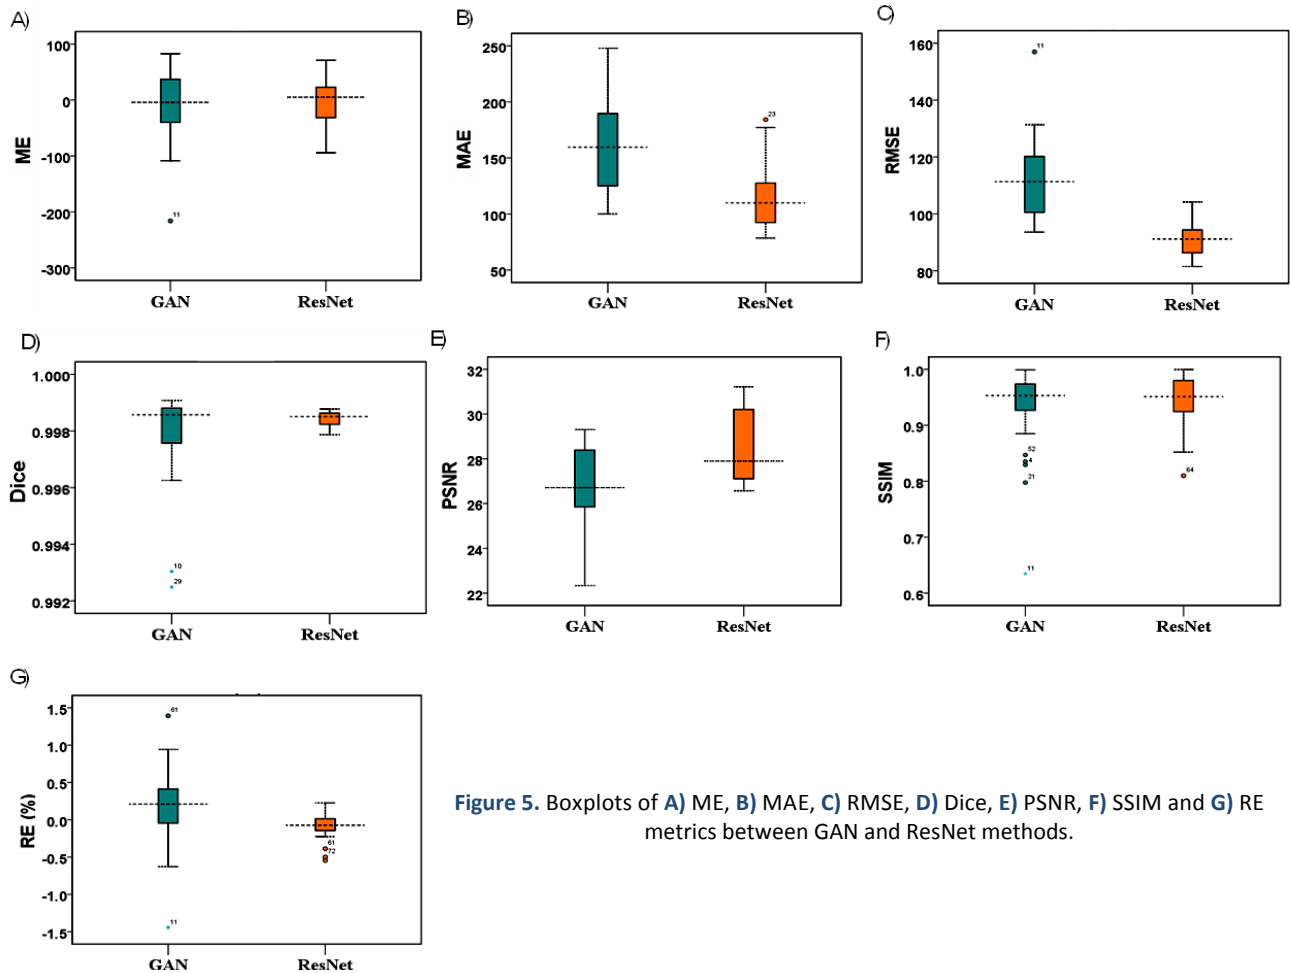 A)
100
0
-100
-200
-300
ME
11
GAN
ResNet
B)
250
200
150
100
50
MAE
23
GAN
ResNet
C)
160
140
120
100
80
RMSE
11
GAN
ResNet
D)
1.000
0.998
0.996
0.994
0.992
Dice
10
29
GAN
ResNet
E)
32
30
28
26
24
22
PSNR
GAN
ResNet
F)
1.0
0.9
0.8
0.7
0.6
SSIM
52
4
21
11
64
GAN
ResNet
G)
1.5
1.0
0.5
0.0
-0.5
-1.0
-1.5
RE (%)
61
11
61
72
GAN
ResNet
Figure 5. Boxplots of A) ME, B) MAE, C) RMSE, D) Dice, E) PSNR, F) SSIM and G) RE
metrics between GAN and ResNet methods.